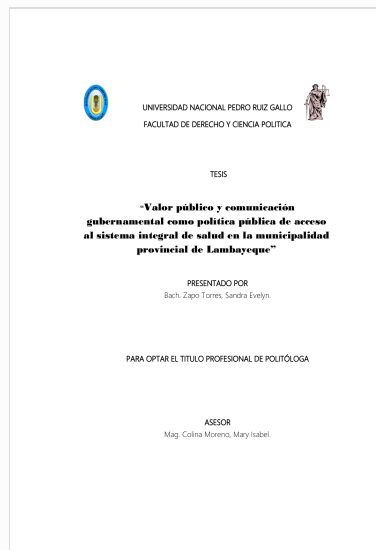 UNIVERSIDAD NACIONAL PEDRO RUIZ GALLO
FACULTAD DE DERECHO Y CIENCIA POLITICA
TESIS
"Valor público y comunicación
gubernamental como política pública de acceso
al sistema integral de salud en la municipalidad
provincial de Lambayeque”
PRESENTADO POR
Bach. Zapo Torres, Sandra Evelyn.
PARA OPTAR EL TITULO PROFESIONAL DE POLITÓLOGA
ASESOR
Mag. Colina Moreno, Mary Isabel.